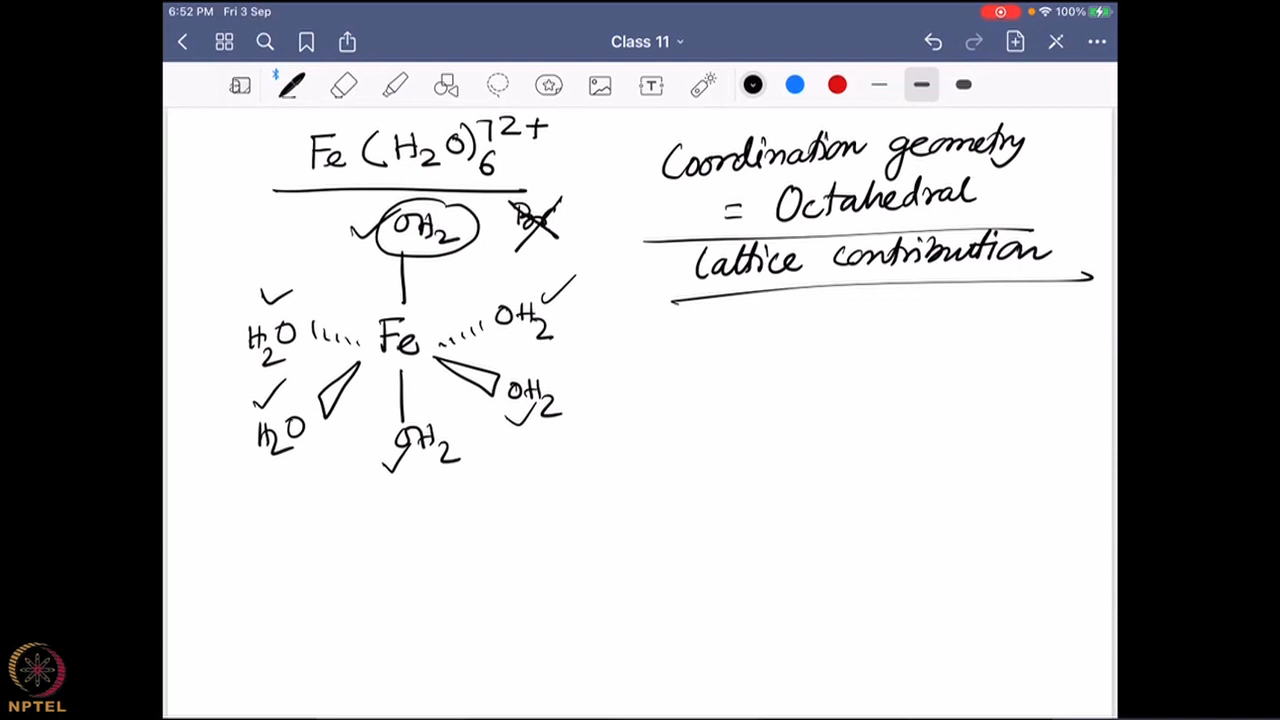 6:52 PM Fri 3 Sep
100%
Class 11
T
Fe (H2O)6]2+
OH2
H2O
Fe
OH2
H2O
OH2
OH2
Coordination geometry
= Octahedral
Lattice contribution
NPTEL